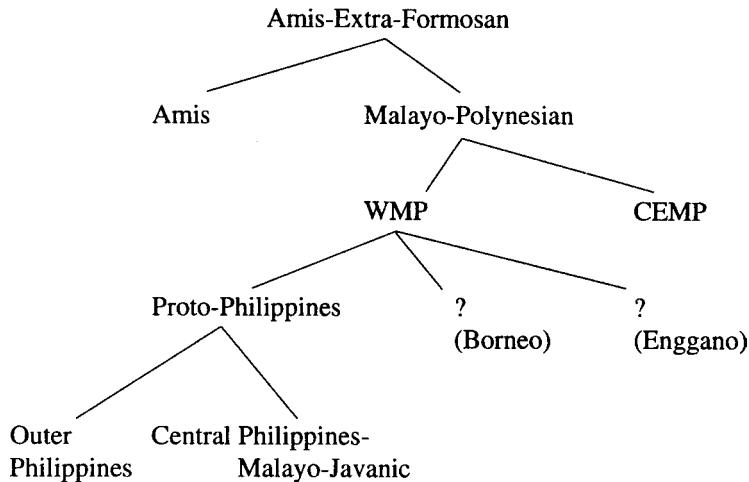 Amis-Extra-Formosan
Amis Malayo-Polynesian
WMP CEMP
Proto-Philippines ? ?
(Borneo) (Enggano)
Outer Central Philippines-
Philippines Malayo-Javanic